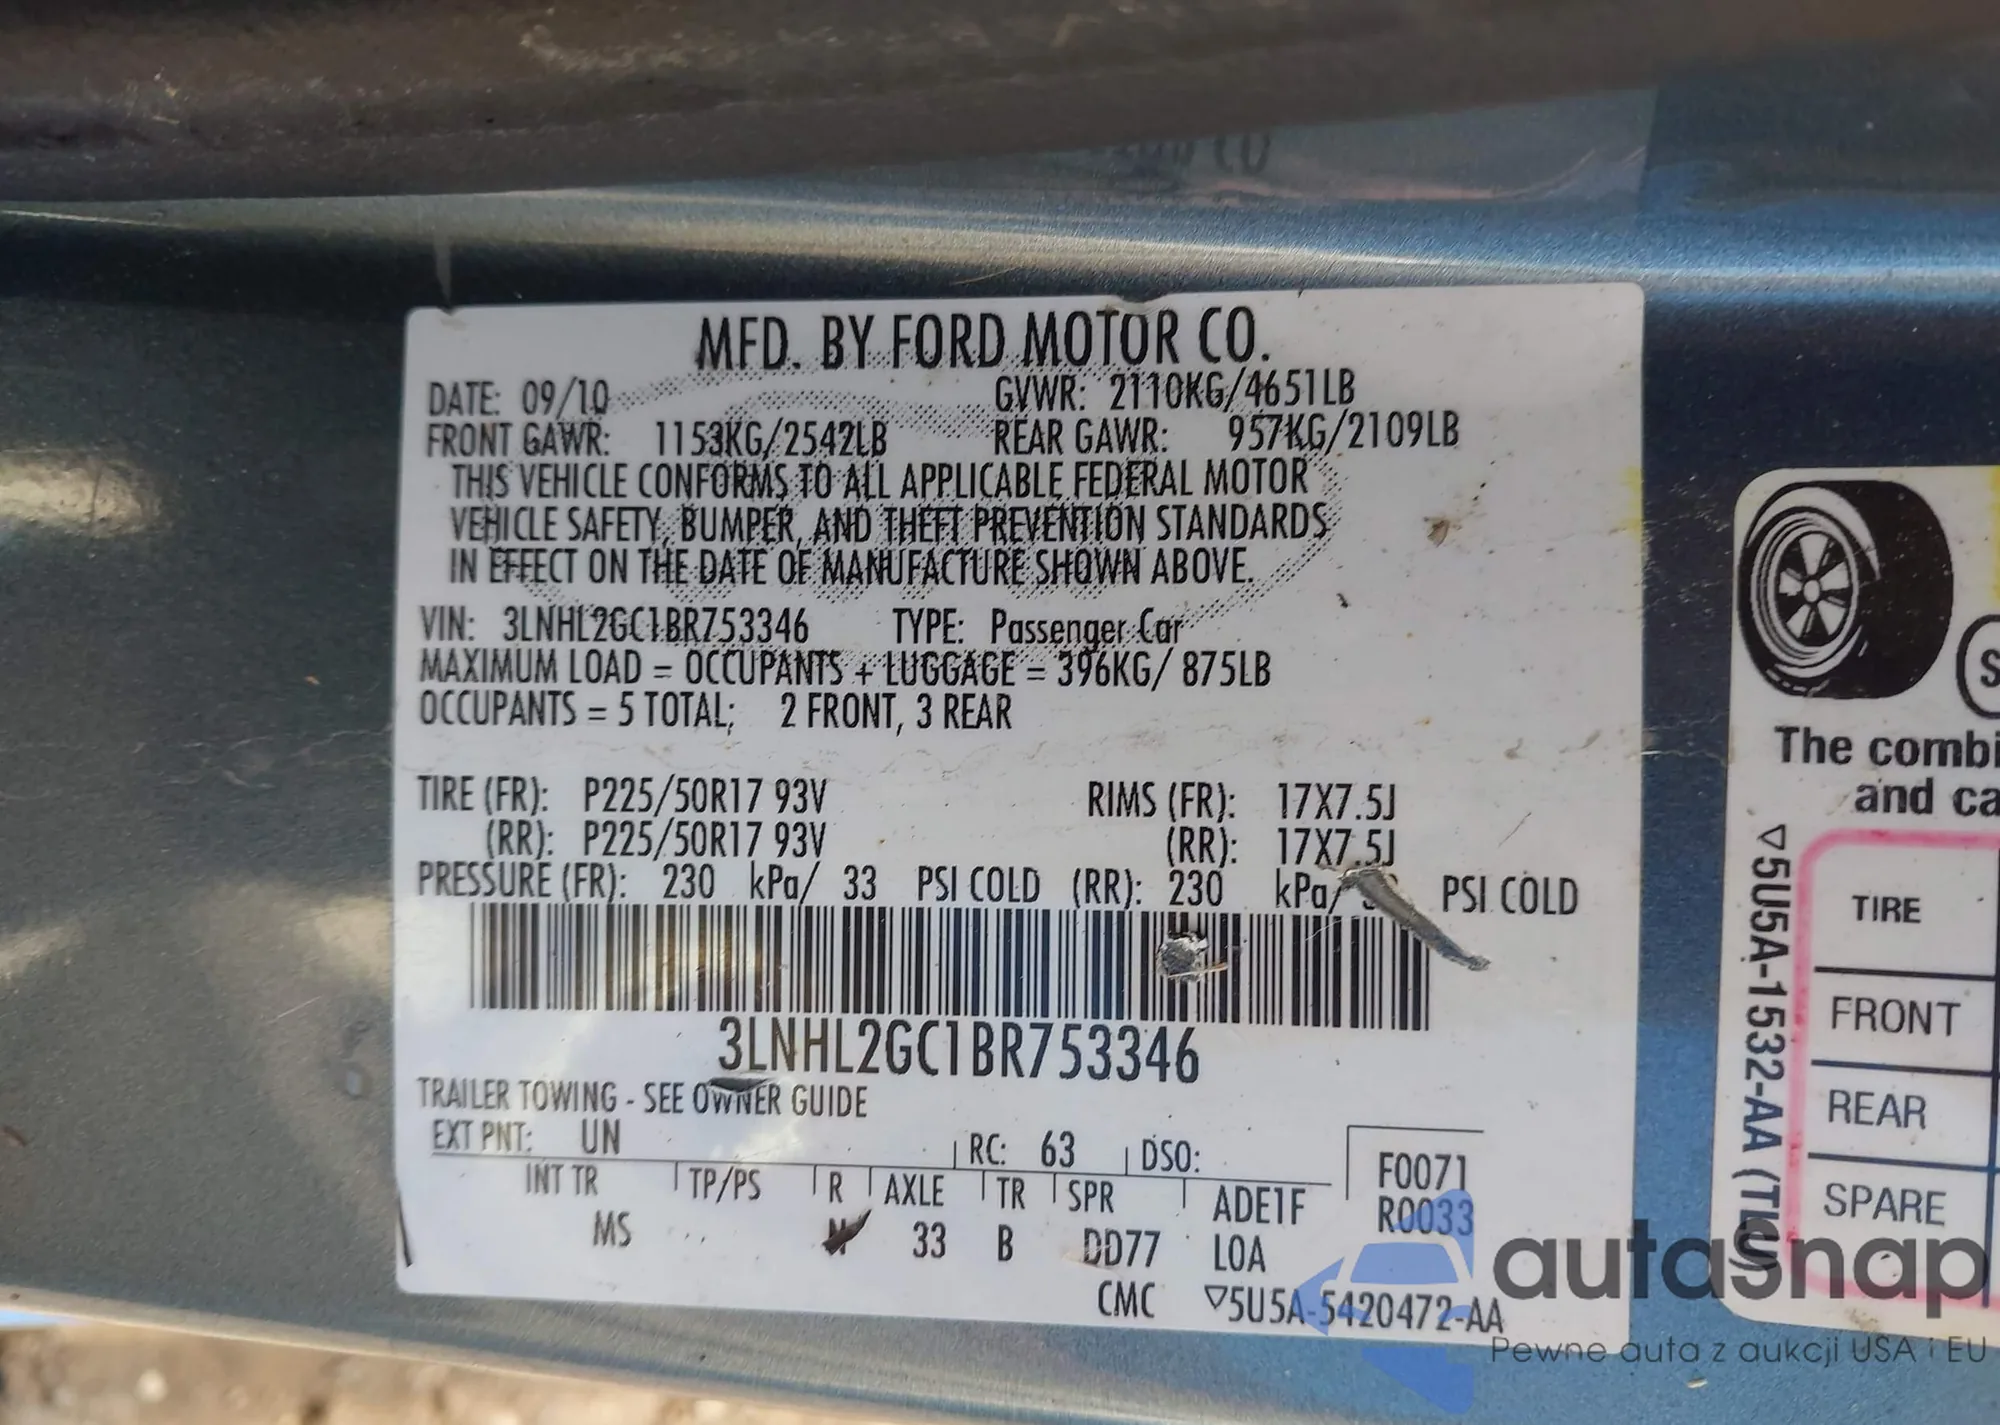 MFD. BY FORD MOTOR CO.
DATE: 09/10 GVWR: 2110KG/4651LB
FRONT GAWR: 1153KG/2542LB REAR GAWR: 957KG/2109LB
THIS VEHICLE CONFORMS TO ALL APPLICABLE FEDERAL MOTOR
VEHICLE SAFETY, BUMPER, AND THEFT PREVENTION STANDARDS
IN EFFECT ON THE DATE OF MANUFACTURE SHOWN ABOVE.
VIN: 3LNHL2GC1BR753346 TYPE: Passenger Car
MAXIMUM LOAD = OCCUPANTS + LUGGAGE = 396KG/ 875LB
OCCUPANTS = 5 TOTAL; 2 FRONT, 3 REAR
TIRE (FR): P225/50R17 93V RIMS (FR): 17X7.5J
(RR): P225/50R17 93V (RR): 17X7.5J
PRESSURE (FR): 230 kPa/ 33 PSI COLD (RR): 230 kPa/ PSI COLD
3LNHL2GC1BR753346
TRAILER TOWING - SEE OWNER GUIDE
EXT PNT: UN RC: 63 DSO: F0071
INT TR TP/PS R AXLE TR SPR ADE1F R0033
MS N 33 B DD77 LOA
CMC ▽5U5A-5420472-AA
The combi
and ca
▽5U5A-1532-AA
TIRE
FRONT
REAR
SPARE
autasnap
Pewne auta z aukcji USA i EU